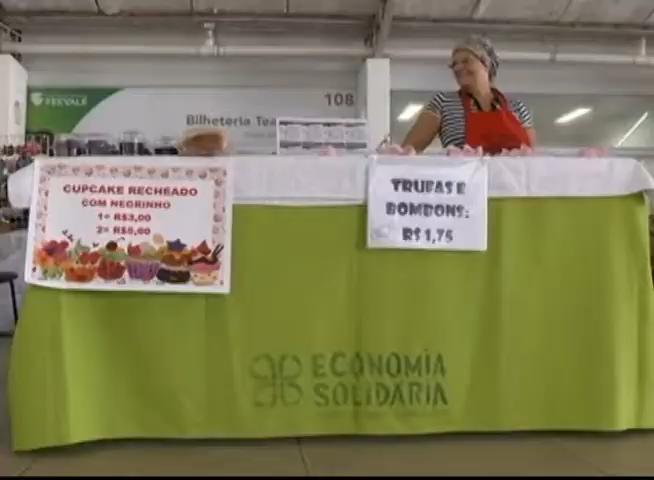 FEEVALE
108
Bilheteria Tea
CUPCAKE RECHEADO
COM NEGRINHO
1= R$3,00
2= R$5,00
TRUFAS E
BOMBONS:
R$ 1,75
ECONOMIA
SOLIDÁRIA